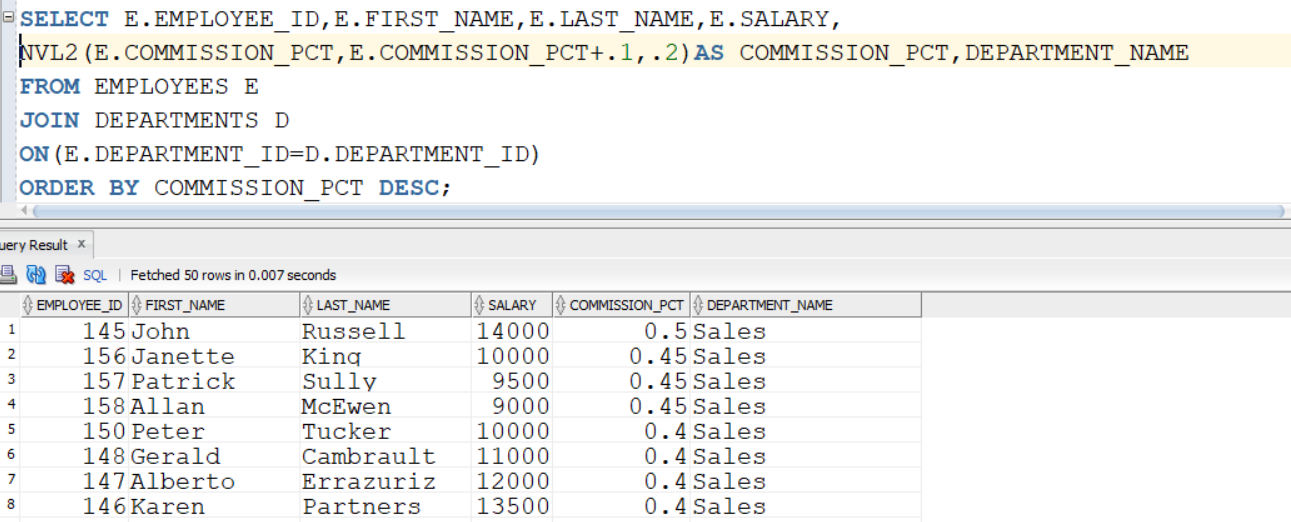 SELECT E.EMPLOYEE_ID,E.FIRST_NAME,E.LAST_NAME,E.SALARY,
NVL2(E.COMMISSION_PCT,E.COMMISSION_PCT+.1,.2)AS COMMISSION_PCT,DEPARTMENT_NAME
FROM EMPLOYEES E
JOIN DEPARTMENTS D
ON(E.DEPARTMENT_ID=D.DEPARTMENT_ID)
ORDER BY COMMISSION_PCT DESC;
uery Result x
SQL | Fetched 50 rows in 0.007 seconds
EMPLOYEE_ID FIRST_NAME LAST_NAME SALARY COMMISSION_PCT DEPARTMENT_NAME
1 145 John Russell 14000 0.5 Sales
2 156 Janette King 10000 0.45 Sales
3 157 Patrick Sully 9500 0.45 Sales
4 158 Allan McEwen 9000 0.45 Sales
5 150 Peter Tucker 10000 0.4 Sales
6 148 Gerald Cambrault 11000 0.4 Sales
7 147 Alberto Errazuriz 12000 0.4 Sales
8 146 Karen Partners 13500 0.4 Sales